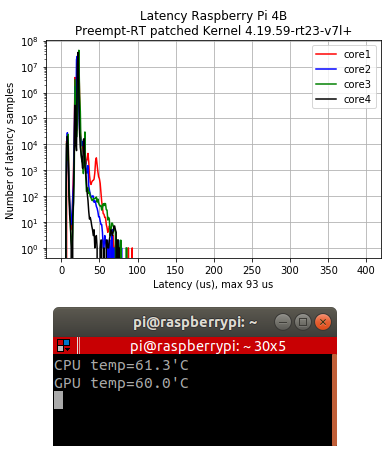 Latency Raspberry Pi 4B
Preempt-RT patched Kernel 4.19.59-rt23-v7l+
Number of latency samples
10⁸
10⁷
10⁶
10⁵
10⁴
10³
10²
10¹
10⁰
core1
core2
core3
core4
0 50 100 150 200 250 300 350 400
Latency (us), max 93 us
pi@raspberrypi: ~
pi@raspberrypi: ~ 30x5
CPU temp=61.3'C
GPU temp=60.0'C